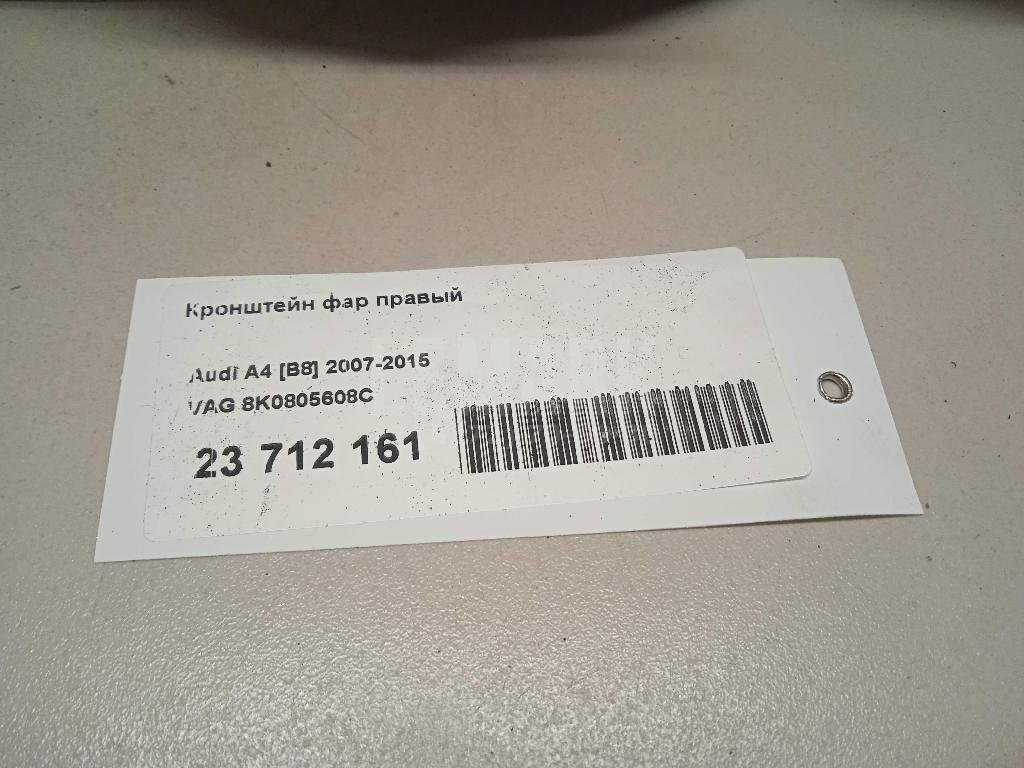 Кронштейн фар правый
Audi A4 [B8] 2007-2015
VAG 8K0805608C
23 712 161